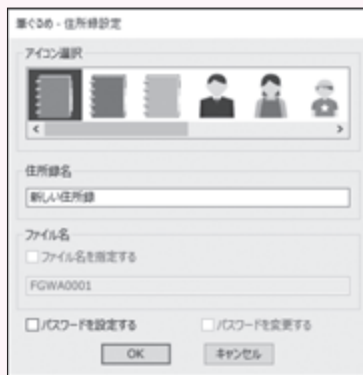 筆ぐるめ - 住所録設定
アイコン選択
住所録名
新しい住所録
ファイル名
ファイル名を指定する
FGWA0001
パスワードを設定する
パスワードを変更する
OK
キャンセル